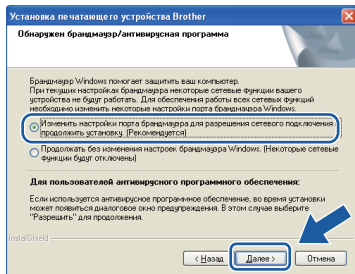 Установка печатающего устройства Brother
Обнаружен брандмауэр/антивирусная программа
Брандмауэр Windows помогает защитить ваш компьютер.
При текущих настройках брандмауэра некоторые сетевые функции вашего
устройства не будут работать. Для обеспечения работы всех сетевых функций
необходимо изменить некоторые настройки порта брандмауэра Windows.
Изменить настройки порта брандмауэра для разрешения сетевого подключения и
продолжить установку. (Рекомендуется)
Продолжать без изменения настроек брандмауэра Windows. (Некоторые сетевые
функции будут отключены)
Для пользователей антивирусного программного обеспечения:
Если используется антивирусное программное обеспечение, во время установки
может появиться диалоговое окно предупреждения. В этом случае выберите
"Разрешить" для продолжения.
InstallShield
< Назад
Далее >
Отмена